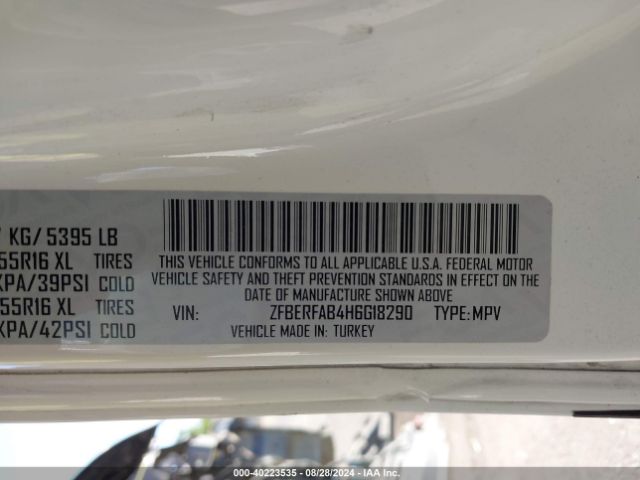 KG/ 5395 LB
55R16 XL TIRES
KPA/39PSI COLD
55R16 XL TIRES
KPA/42PSI COLD
THIS VEHICLE CONFORMS TO ALL APPLICABLE U.S.A. FEDERAL MOTOR
VEHICLE SAFETY AND THEFT PREVENTION STANDARDS IN EFFECT ON THE
DATE OF MANUFACTURE SHOWN ABOVE
VIN: ZFBERFAB4H6G18290 TYPE:MPV
VEHICLE MADE IN: TURKEY
000-40223535 - 08/28/2024 - IAA Inc.